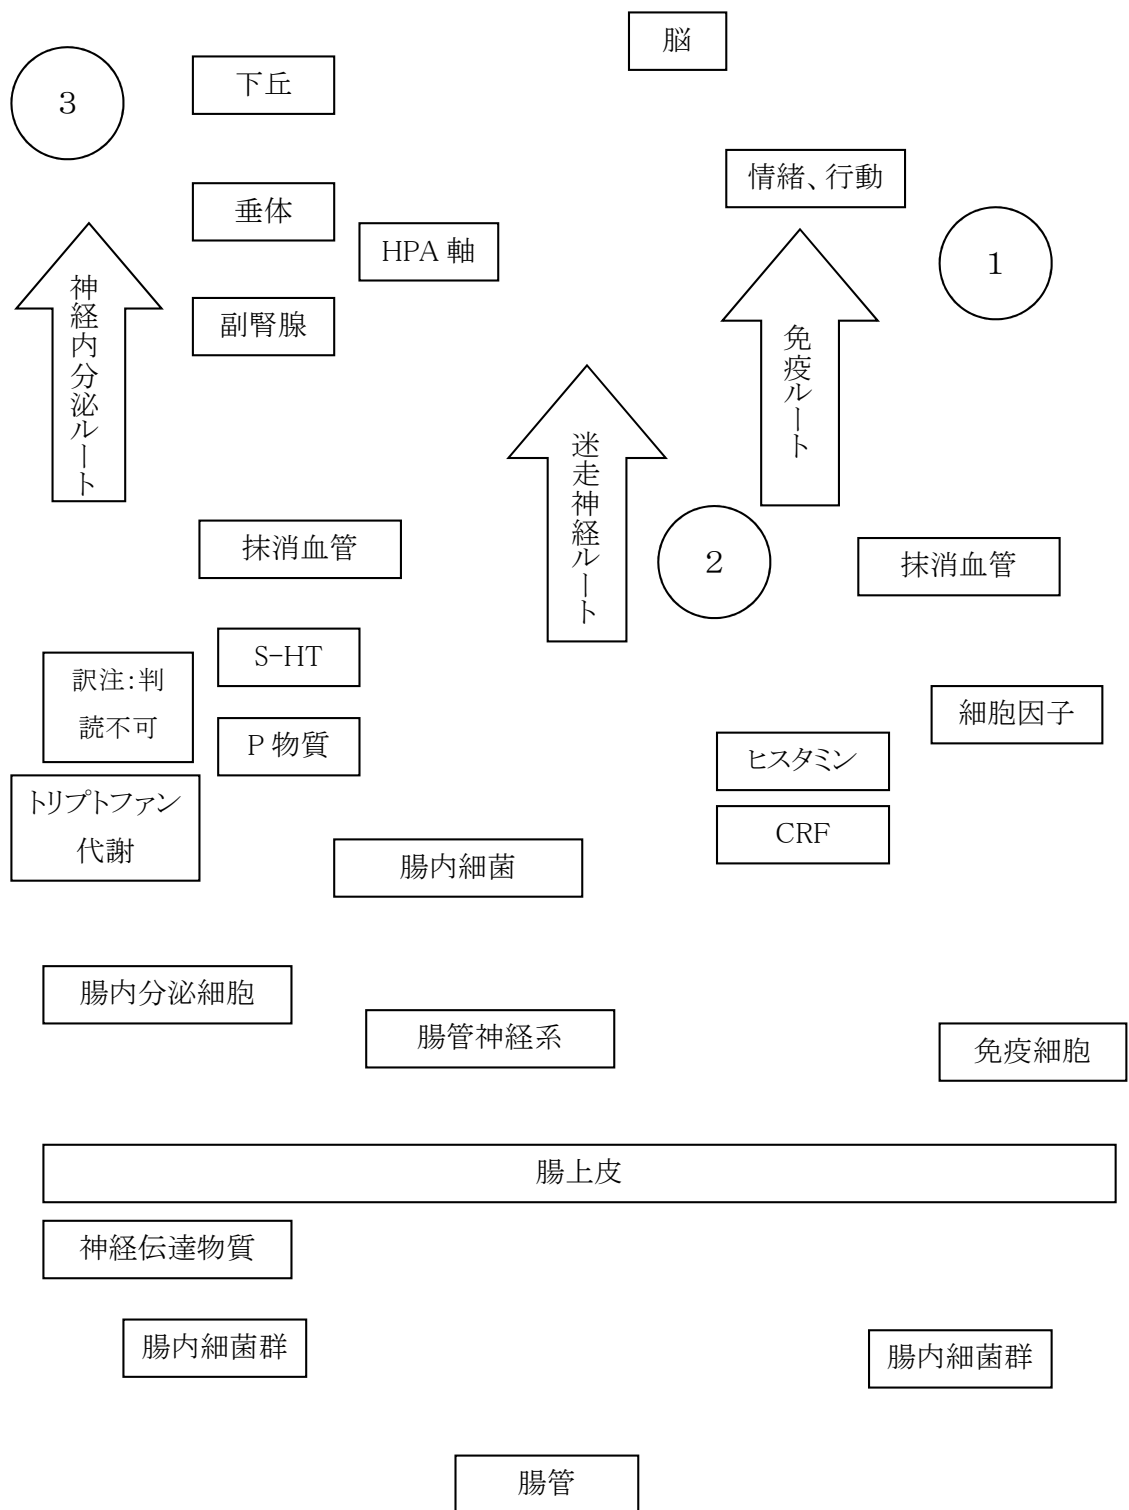 脳
3
下丘
情緒、行動
垂体
HPA 軸
1
神経内分泌ルート
副腎腺
免疫ルート
迷走神経ルート
抹消血管
2
抹消血管
S-HT
訳注：判
読不可
P 物質
細胞因子
ヒスタミン
トリプトファン
代謝
CRF
腸内細菌
腸内分泌細胞
腸管神経系
免疫細胞
腸上皮
神経伝達物質
腸内細菌群
腸内細菌群
腸管